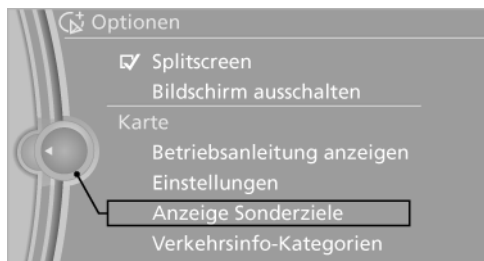 Optionen
Splitscreen
Bildschirm ausschalten
Karte
Betriebsanleitung anzeigen
Einstellungen
Anzeige Sonderziele
Verkehrsinfo-Kategorien